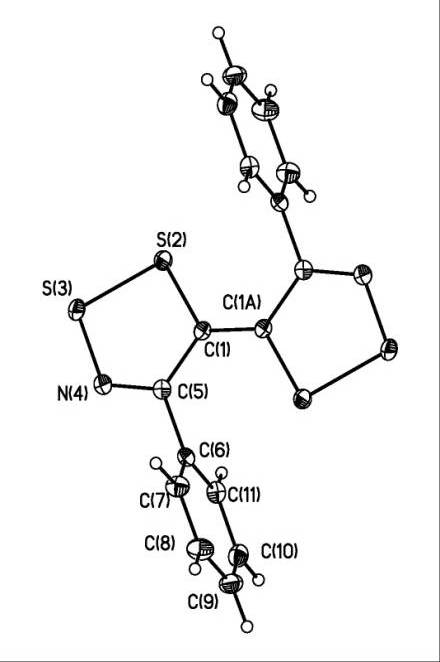 S(2)
S(3)
C(1A)
C(1)
N(4)
C(5)
C(6)
C(7)
C(11)
C(8)
C(10)
C(9)